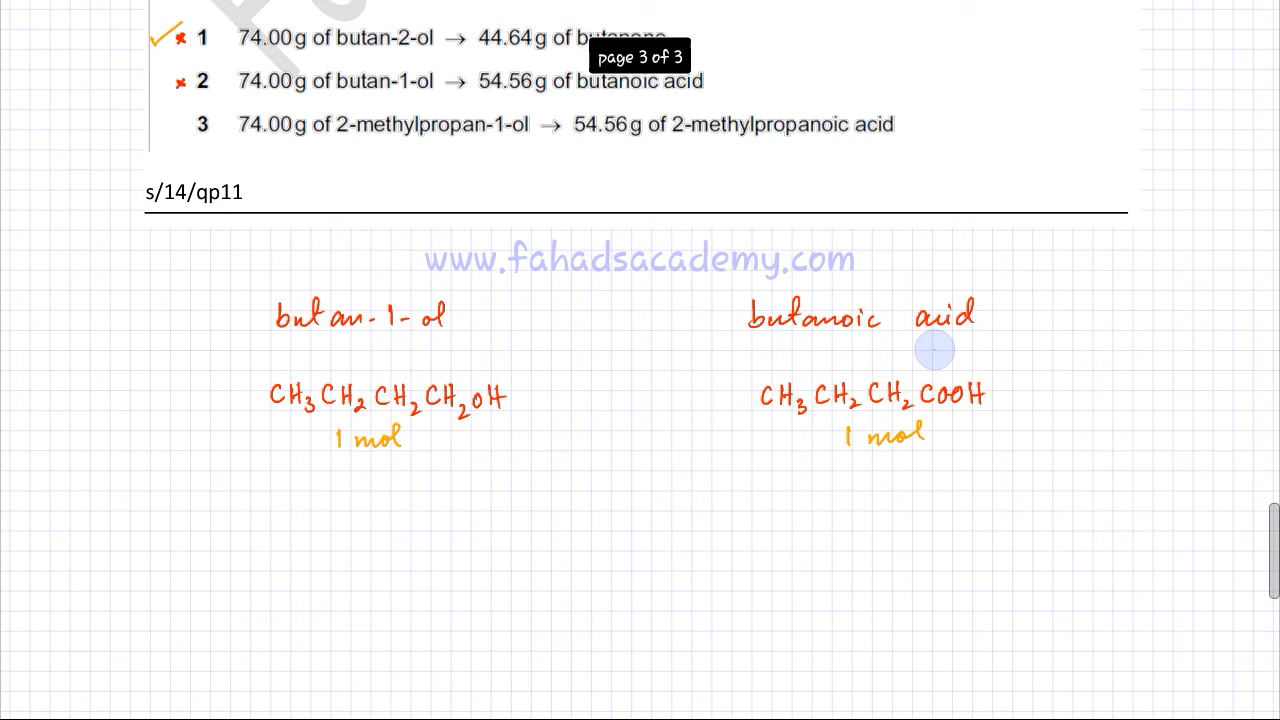 1 74.00 g of butan-2-ol → 44.64 g of butanone
page 3 of 3
2 74.00 g of butan-1-ol → 54.56 g of butanoic acid
3 74.00 g of 2-methylpropan-1-ol → 54.56 g of 2-methylpropanoic acid
s/14/qp11
www.fahadsacademy.com
butan-1-ol butanoic acid
CH₃CH₂CH₂CH₂OH CH₃CH₂CH₂COOH
1 mol 1 mol